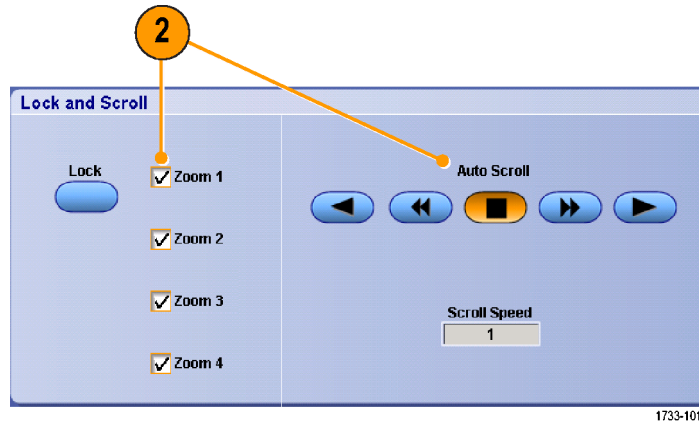 2
Lock and Scroll
Lock
Zoom 1
Auto Scroll
Zoom 2
Zoom 3
Scroll Speed
1
Zoom 4
1733-101